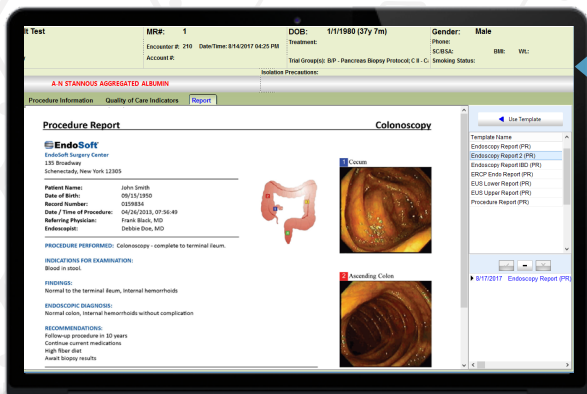 lt Test
MR#: 1
DOB: 1/1/1980 (37y 7m)
Gender: Male
Encounter #: 210 Date/Time: 8/14/2017 04:25 PM
Treatment:
Phone:
SC/BSA: BMI: Wt.:
Account #:
Trial Group(s): B/P - Pancreas Biopsy Protocol; C 8 - C
Smoking Status:
Isolation Precautions:
A-N STANNOUS AGGREGATED ALBUMIN
Procedure Information Quality of Care Indicators Report
Procedure Report Colonoscopy
EndoSoft
EndoSoft Surgery Center
135 Broadway
Schenectady, New York 12305
Patient Name: John Smith
Date of Birth: 09/15/1950
Record Number: 0159834
Date / Time of Procedure: 04/26/2013, 07:56:49
Referring Physician: Frank Black, MD
Endoscopist: Debbie Doe, MD
PROCEDURE PERFORMED: Colonoscopy - complete to terminal ileum.
INDICATIONS FOR EXAMINATION:
Blood in stool.
FINDINGS:
Normal to the terminal ileum, internal hemorrhoids
ENDOSCOPIC DIAGNOSIS:
Normal colon, Internal hemorrhoids without complication
RECOMMENDATIONS:
Follow-up procedure in 10 years
Continue current medications
High fiber diet
Await biopsy results
1 Cecum
2 Ascending Colon
Use Template
Template Name
Endoscopy Report (PR)
Endoscopy Report 2 (PR)
Endoscopy Report IBD (PR)
ERCP Endo Report (PR)
EUS Lower Report (PR)
EUS Upper Report (PR)
Procedure Report (PR)
8/17/2017 Endoscopy Report (PR)